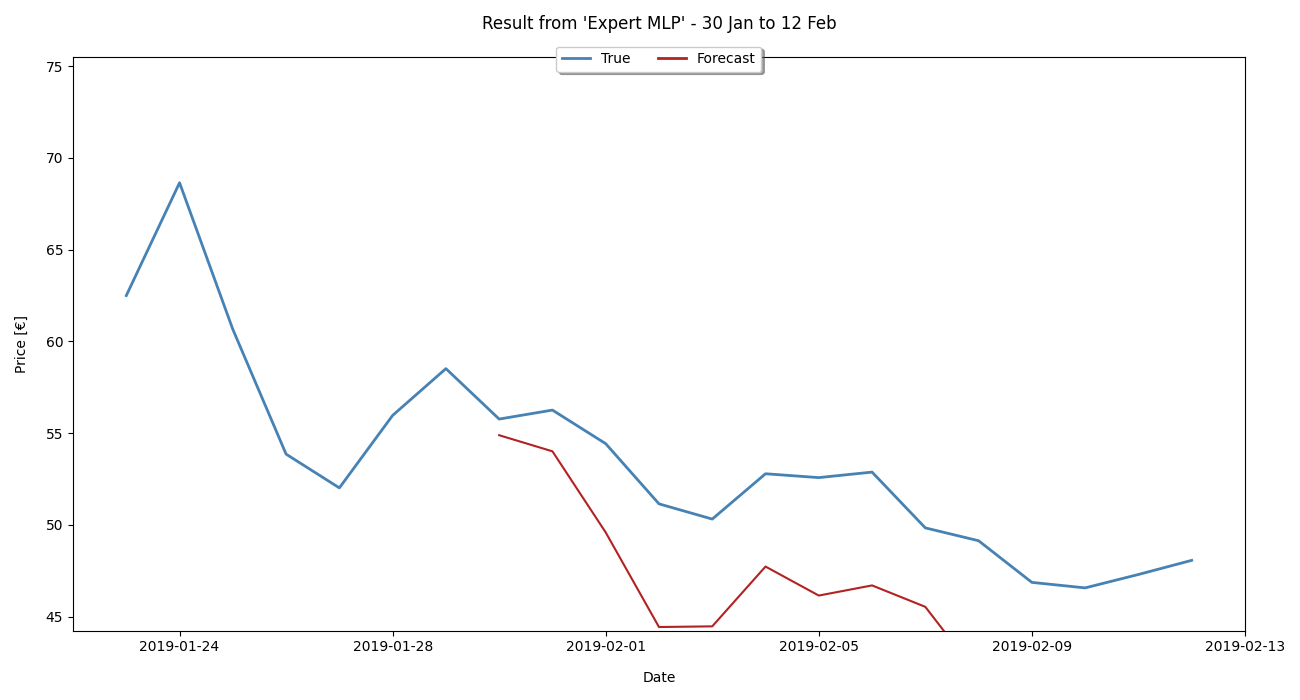 Result from 'Expert MLP' - 30 Jan to 12 Feb
True Forecast
75
70
65
60
55
50
45
Price [€]
2019-01-24 2019-01-28 2019-02-01 2019-02-05 2019-02-09 2019-02-13
Date